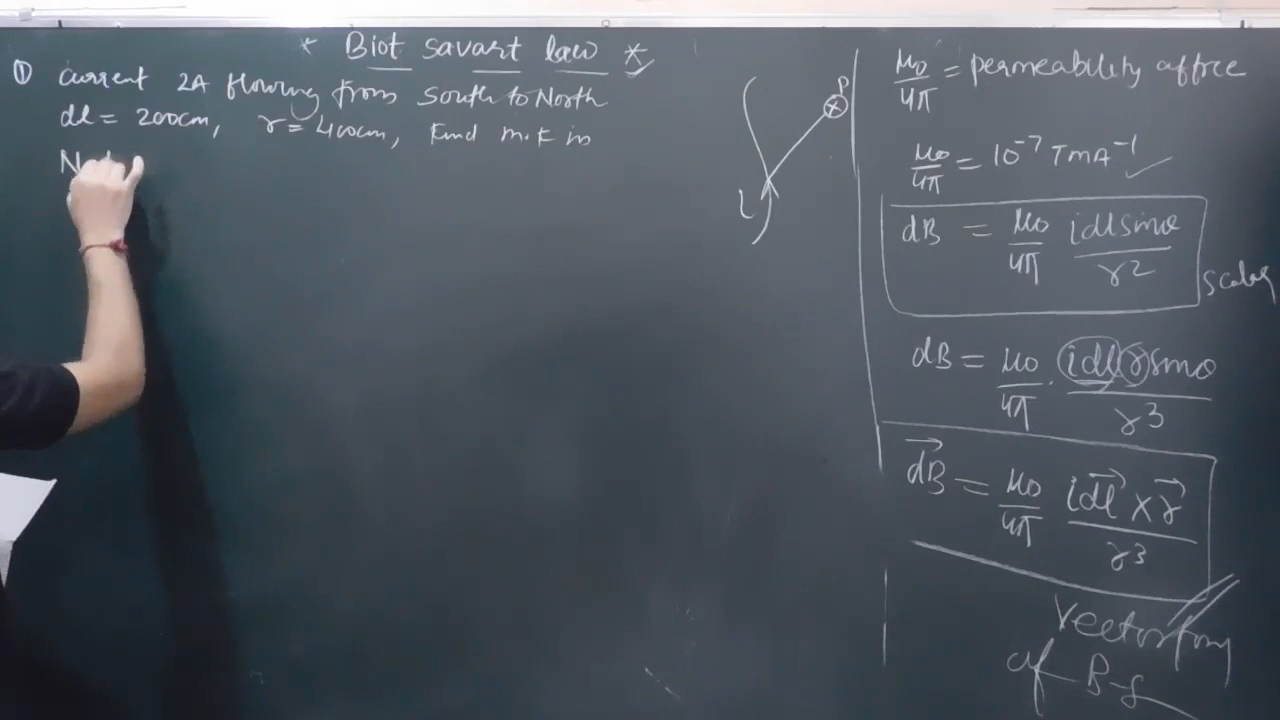 * Biot savart law *
① current 2A flowing from South to North
dl = 200cm, r = 400cm, Find m.f in
N
P
μ0/4π = permeability of free
μ0/4π = 10⁻⁷ TmA⁻¹
dB = μ0/4π idlsinθ/r²
scalar
dB = μ0/4π . idl r sinθ/r³
dB⃗ = μ0/4π idl⃗ × r⃗/r³
Vector form
of B-S